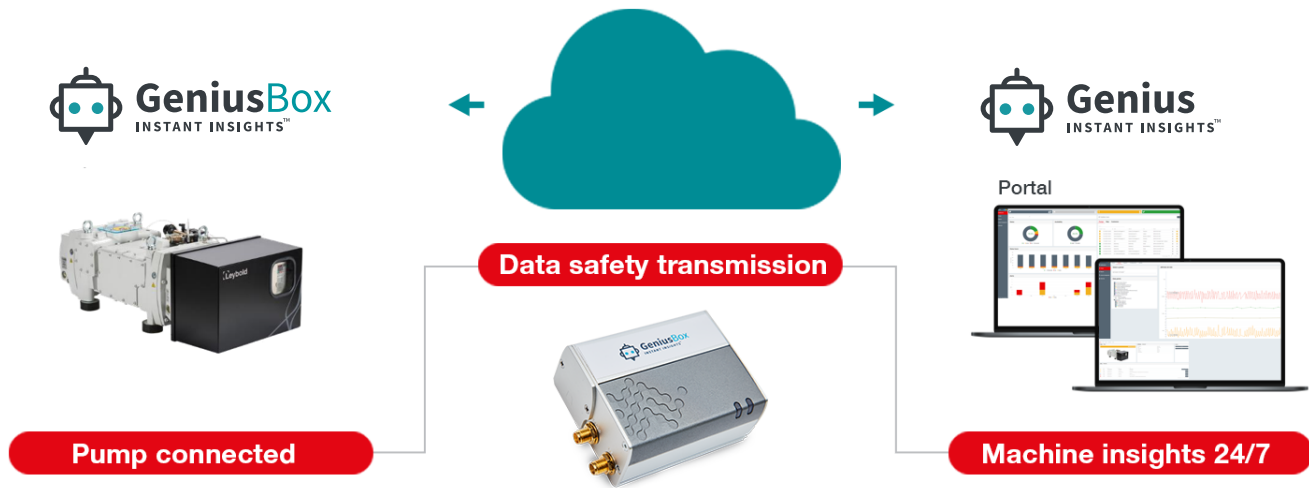 GeniusBox
INSTANT INSIGHTS™
Genius
INSTANT INSIGHTS™
Portal
Leybold
Data safety transmission
GeniusBox
INSTANT INSIGHTS
Pump connected
Machine insights 24/7